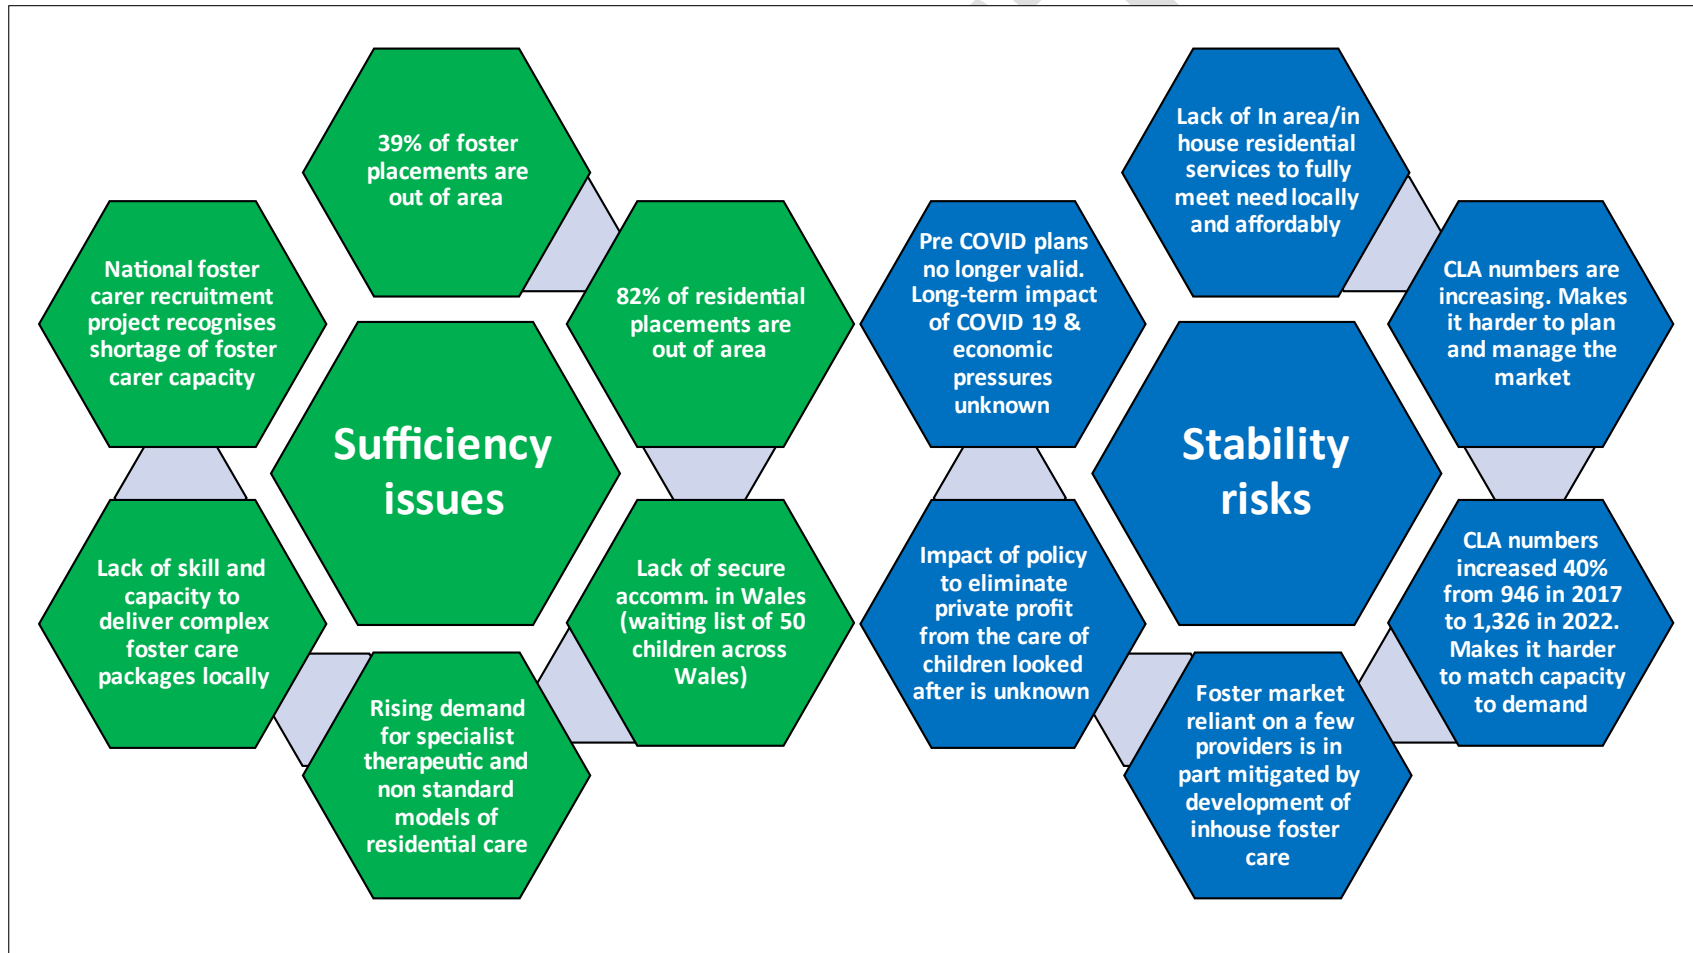 39% of foster
placements are
out of area
82% of residential
placements are
out of area
Lack of secure
accomm. in Wales
(waiting list of 50
children across
Wales)
Rising demand
for specialist
therapeutic and
non standard
models of
residential care
Lack of skill and
capacity to
deliver complex
foster care
packages locally
National foster
carer recruitment
project recognises
shortage of foster
carer capacity
Sufficiency
issues
Lack of In area/in
house residential
services to fully
meet need locally
and affordably
CLA numbers are
increasing. Makes
it harder to plan
and manage the
market
CLA numbers
increased 40%
from 946 in 2017
to 1,326 in 2022.
Makes it harder
to match capacity
to demand
Foster market
reliant on a few
providers is in
part mitigated by
development of
inhouse foster
care
Impact of policy
to eliminate
private profit
from the care of
children looked
after is unknown
Pre COVID plans
no longer valid.
Long-term impact
of COVID 19 &
economic
pressures
unknown
Stability
risks